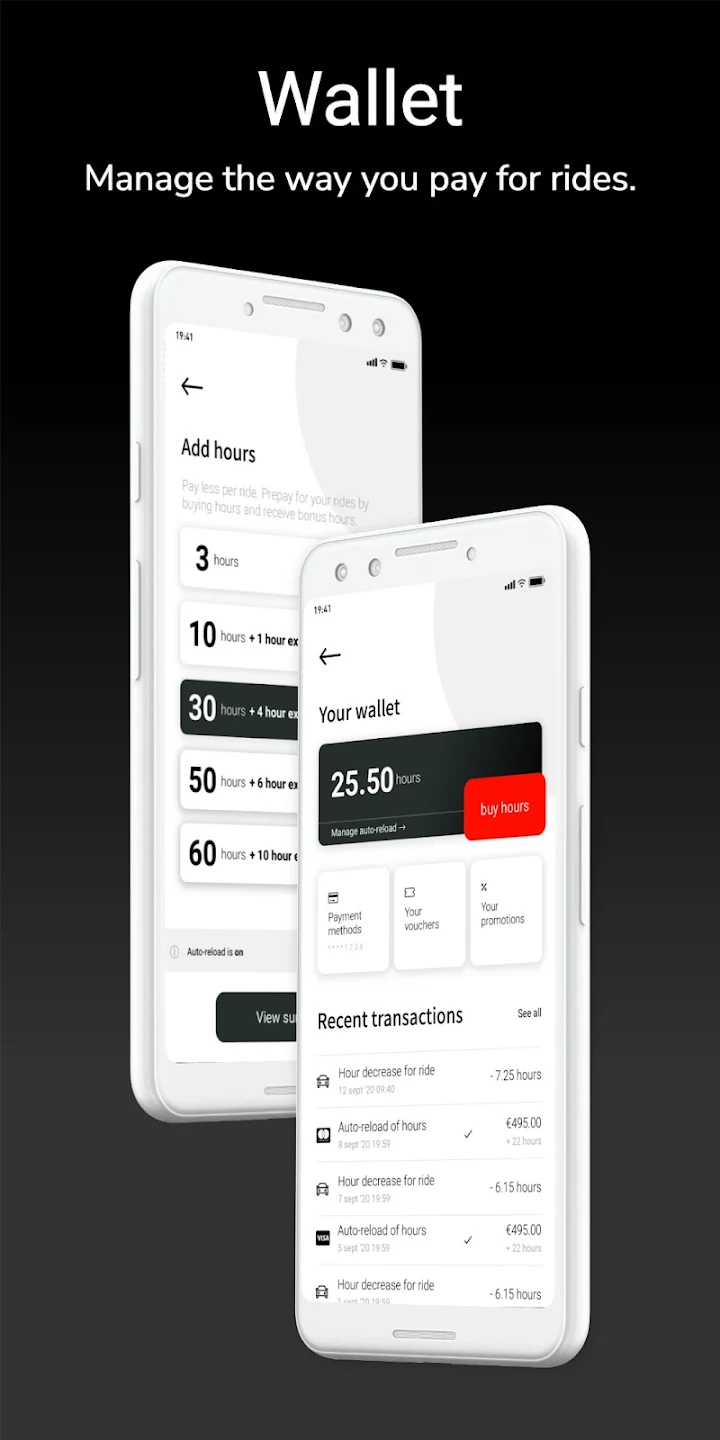 Wallet
Manage the way you pay for rides.
19:41
Add hours
Pay less per ride. Prepay for your rides by
buying hours and receive bonus hours.
3 hours
10 hours + 1 hour ex
30 hours + 4 hour ex
50 hours + 6 hour ex
60 hours + 10 hour e
Auto-reload is on
View su
19:41
Your wallet
25.50 hours
buy hours
Manage auto-reload →
Payment
methods
****1234
Your
vouchers
%
Your
promotions
Recent transactions
See all
Hour decrease for ride
- 7.25 hours
12 sept '20 09:40
Auto-reload of hours
€495.00
8 sept '20 19:59
+ 22 hours
Hour decrease for ride
- 6.15 hours
7 sept '20 19:59
VISA
Auto-reload of hours
€495.00
5 sept '20 19:59
+ 22 hours
Hour decrease for ride
- 6.15 hours
1 sept '20 19:59